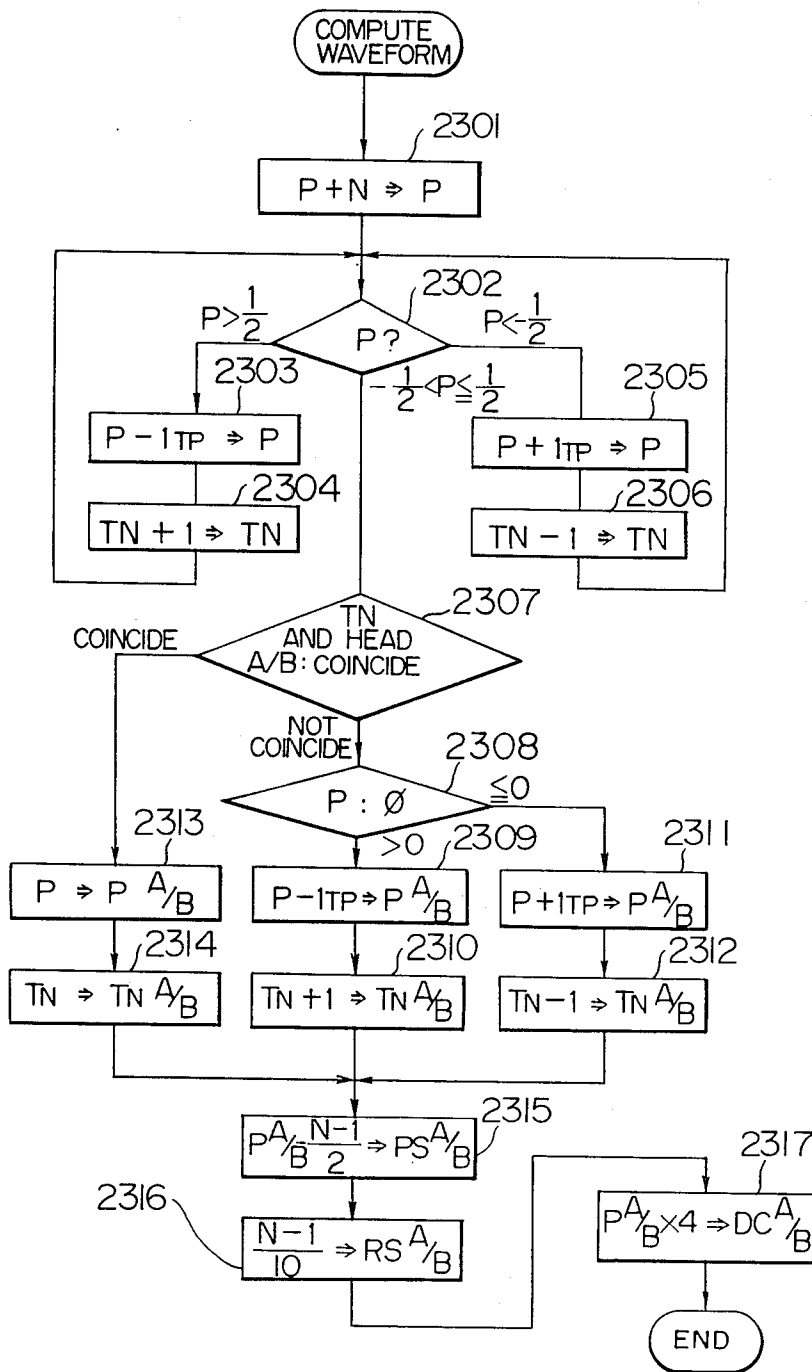 COMPUTE
WAVEFORM
2301
P+N ⇒ P
2302
P>1/2
P?
P<-1/2
-1/2<P≦1/2
2303
P-1TP ⇒ P
2304
TN+1 ⇒ TN
2305
P+1TP ⇒ P
2306
TN-1 ⇒ TN
2307
TN
AND HEAD
A/B: COINCIDE
COINCIDE
NOT
COINCIDE
2308
P : Ø
≦0
>0
2313
P ⇒ P A/B
2309
P-1TP ⇒ P A/B
2311
P+1TP ⇒ P A/B
2314
TN ⇒ TN A/B
2310
TN+1 ⇒ TN A/B
2312
TN-1 ⇒ TN A/B
2315
P A/B - N-1/2 ⇒ PS A/B
2316
N-1/10 ⇒ RS A/B
2317
P A/B ×4 ⇒ DC A/B
END